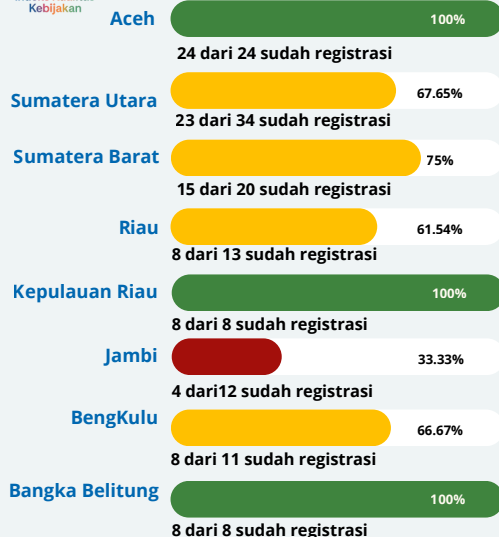 Kebijakan
Aceh
100%
24 dari 24 sudah registrasi
Sumatera Utara
67.65%
23 dari 34 sudah registrasi
Sumatera Barat
75%
15 dari 20 sudah registrasi
Riau
61.54%
8 dari 13 sudah registrasi
Kepulauan Riau
100%
8 dari 8 sudah registrasi
Jambi
33.33%
4 dari12 sudah registrasi
BengKulu
66.67%
8 dari 11 sudah registrasi
Bangka Belitung
100%
8 dari 8 sudah registrasi